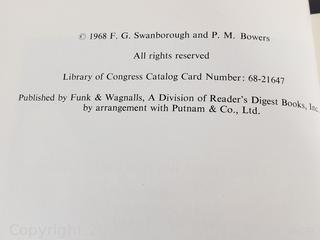 © 1968 F. G. Swanborough and P. M. Bowers
All rights reserved
Library of Congress Catalog Card Number: 68-21647
Published by Funk & Wagnalls, A Division of Reader's Digest Books, Inc.
by arrangement with Putnam & Co., Ltd.
Copyright